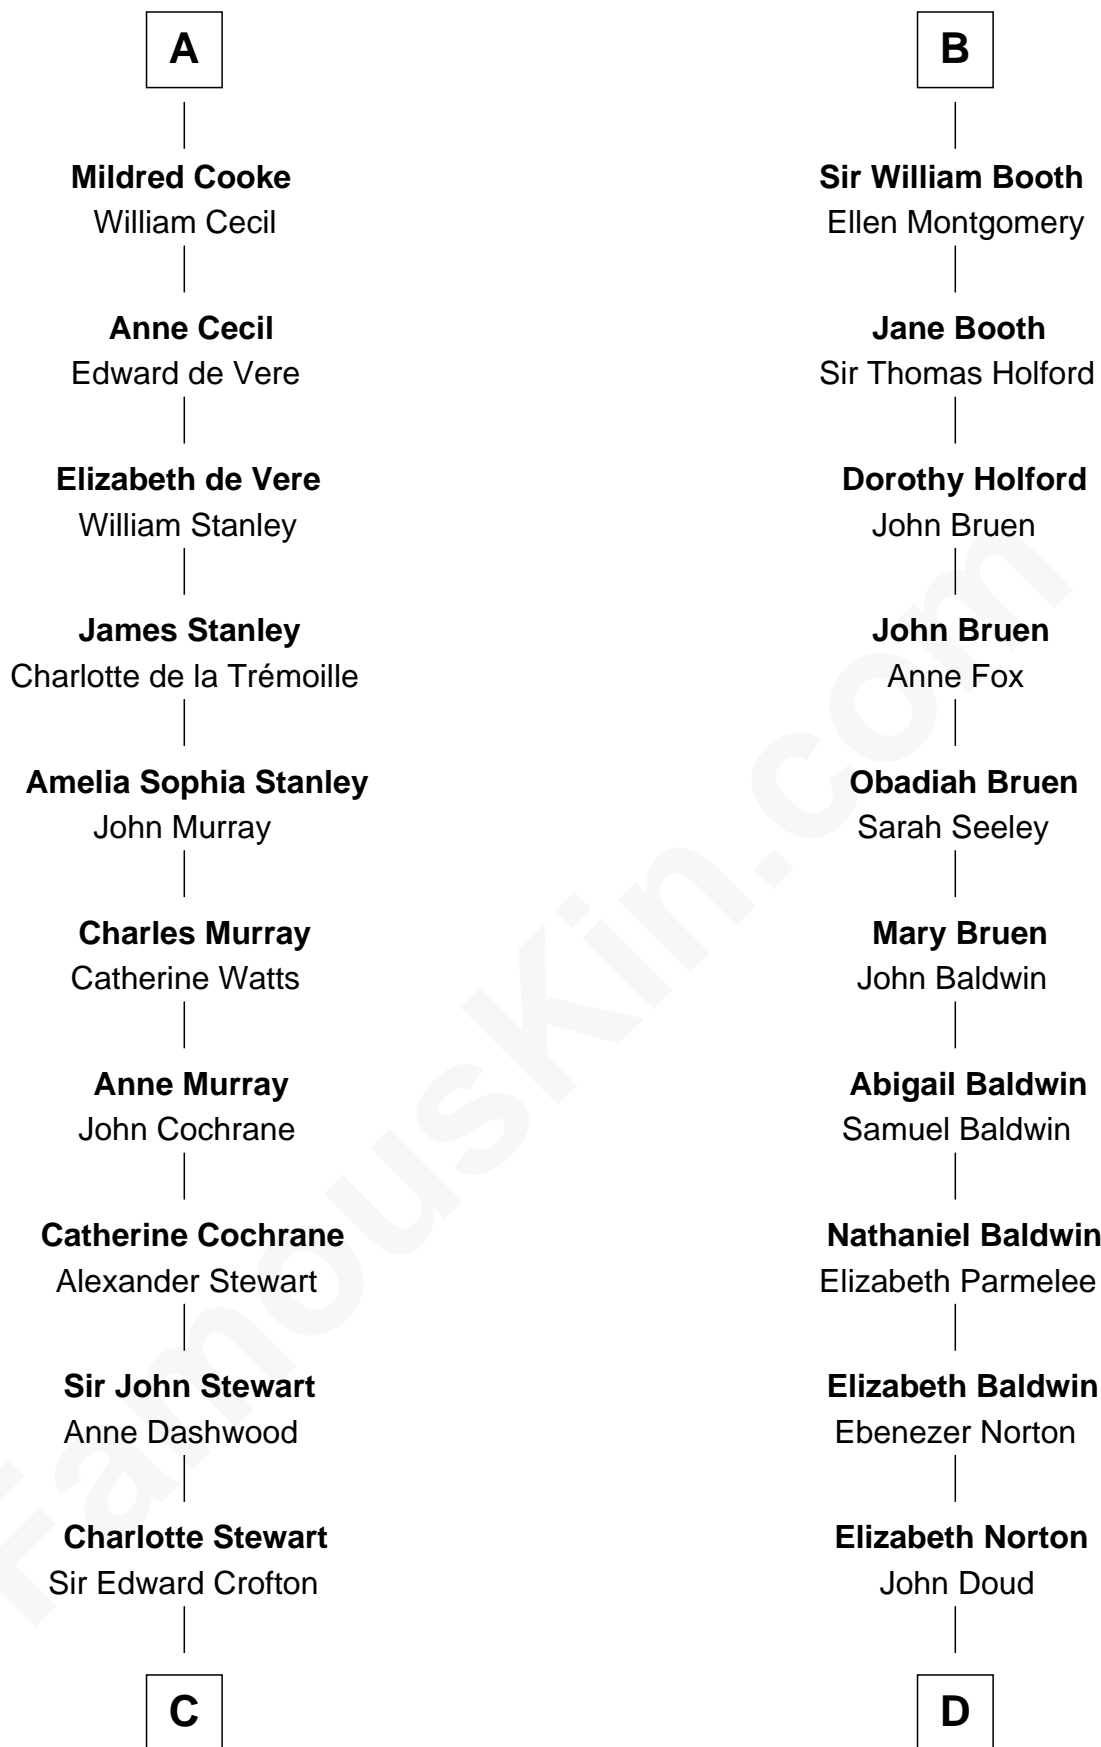 A
Mildred Cooke
William Cecil
Anne Cecil
Edward de Vere
Elizabeth de Vere
William Stanley
James Stanley
Charlotte de la Trémoille
Amelia Sophia Stanley
John Murray
Charles Murray
Catherine Watts
Anne Murray
John Cochrane
Catherine Cochrane
Alexander Stewart
Sir John Stewart
Anne Dashwood
Charlotte Stewart
Sir Edward Crofton
C
B
Sir William Booth
Ellen Montgomery
Jane Booth
Sir Thomas Holford
Dorothy Holford
John Bruen
John Bruen
Anne Fox
Obadiah Bruen
Sarah Seeley
Mary Bruen
John Baldwin
Abigail Baldwin
Samuel Baldwin
Nathaniel Baldwin
Elizabeth Parmelee
Elizabeth Baldwin
Ebenezer Norton
Elizabeth Norton
John Doud
D
FamousKin.com